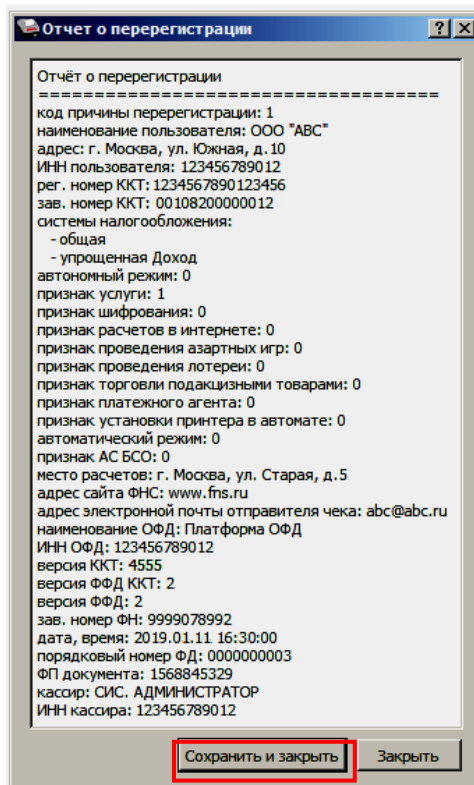 Отчет о перерегистрации
Отчёт о перерегистрации
=====================================
код причины перерегистрации: 1
наименование пользователя: ООО "АВС"
адрес: г. Москва, ул. Южная, д.10
ИНН пользователя: 123456789012
рег. номер ККТ: 1234567890123456
зав. номер ККТ: 00108200000012
системы налогообложения:
- общая
- упрощенная Доход
автономный режим: 0
признак услуги: 1
признак шифрования: 0
признак расчетов в интернете: 0
признак проведения азартных игр: 0
признак проведения лотереи: 0
признак торговли подакцизными товарами: 0
признак платежного агента: 0
признак установки принтера в автомате: 0
автоматический режим: 0
признак АС БСО: 0
место расчетов: г. Москва, ул. Старая, д.5
адрес сайта ФНС: www.fns.ru
адрес электронной почты отправителя чека: abc@abc.ru
наименование ОФД: Платформа ОФД
ИНН ОФД: 123456789012
версия ККТ: 4555
версия ФФД ККТ: 2
версия ФФД: 2
зав. номер ФН: 9999078992
дата, время: 2019.01.11 16:30:00
порядковый номер ФД: 0000000003
ФП документа: 1568845329
кассир: СИС. АДМИНИСТРАТОР
ИНН кассира: 123456789012
Сохранить и закрыть Закрыть